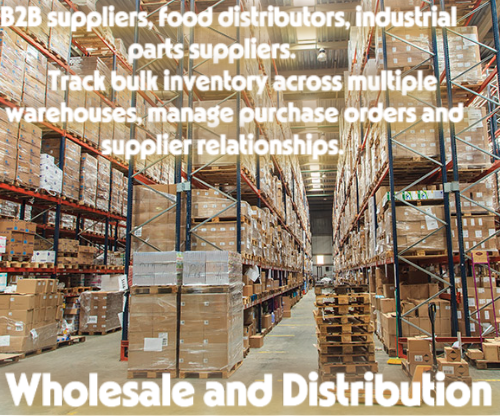 B2B suppliers, food distributors, industrial
parts suppliers.
Track bulk inventory across multiple
warehouses, manage purchase orders and
supplier relationships.
Wholesale and Distribution